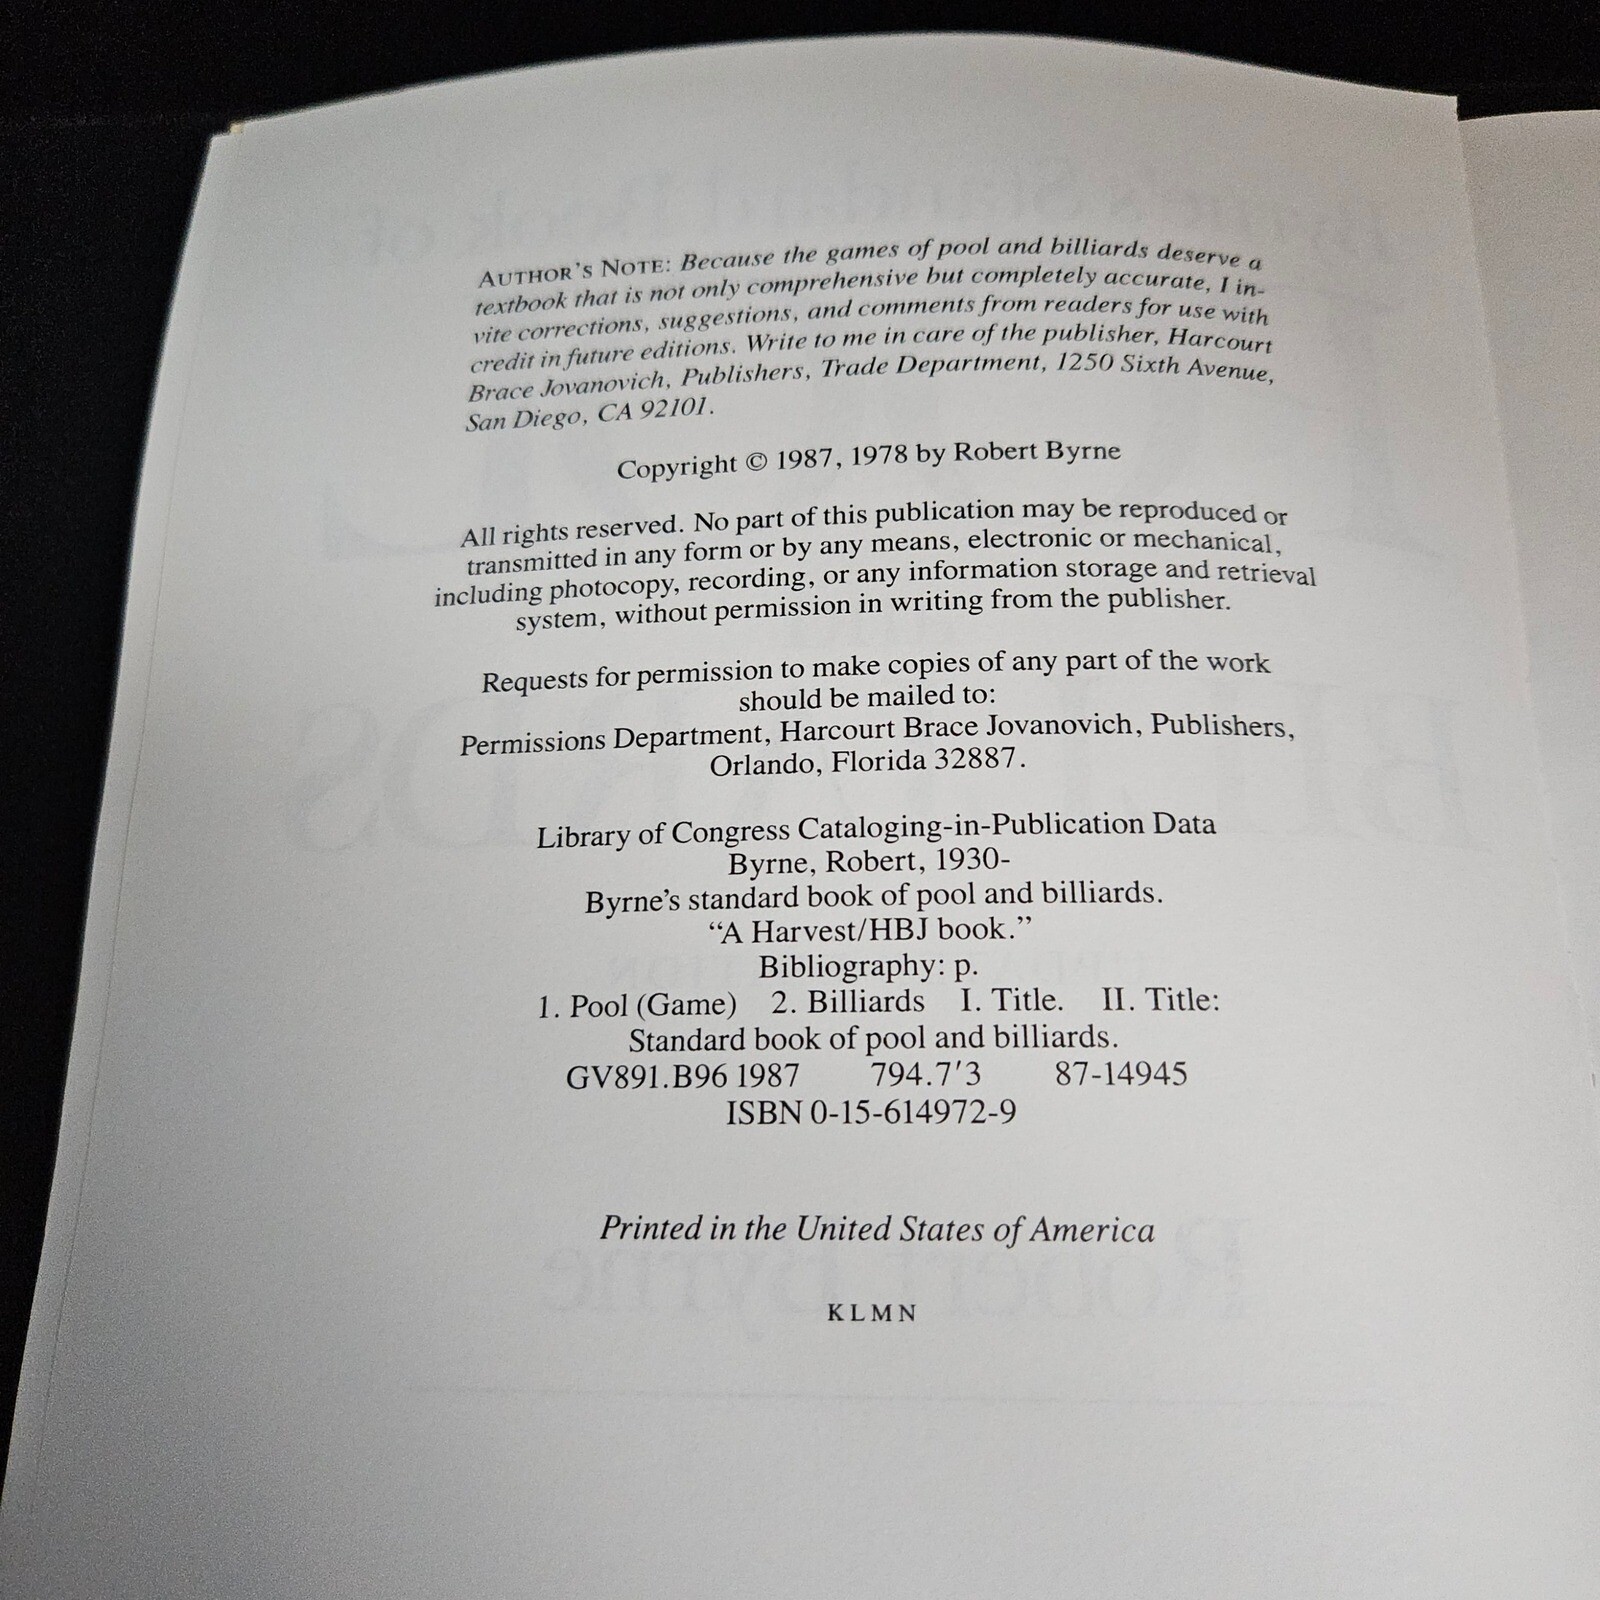 AUTHOR'S NOTE: Because the games of pool and billiards deserve a
textbook that is not only comprehensive but completely accurate, I in-
vite corrections, suggestions, and comments from readers for use with
credit in future editions. Write to me in care of the publisher, Harcourt
Brace Jovanovich, Publishers, Trade Department, 1250 Sixth Avenue,
San Diego, CA 92101.
Copyright © 1987, 1978 by Robert Byrne
All rights reserved. No part of this publication may be reproduced or
transmitted in any form or by any means, electronic or mechanical,
including photocopy, recording, or any information storage and retrieval
system, without permission in writing from the publisher.
Requests for permission to make copies of any part of the work
should be mailed to:
Permissions Department, Harcourt Brace Jovanovich, Publishers,
Orlando, Florida 32887.
Library of Congress Cataloging-in-Publication Data
Byrne, Robert, 1930-
Byrne's standard book of pool and billiards.
“A Harvest/HBJ book.”
Bibliography: p.
1. Pool (Game) 2. Billiards I. Title. II. Title:
Standard book of pool and billiards.
GV891.B96 1987 794.7′3 87-14945
ISBN 0-15-614972-9
Printed in the United States of America
K L M N